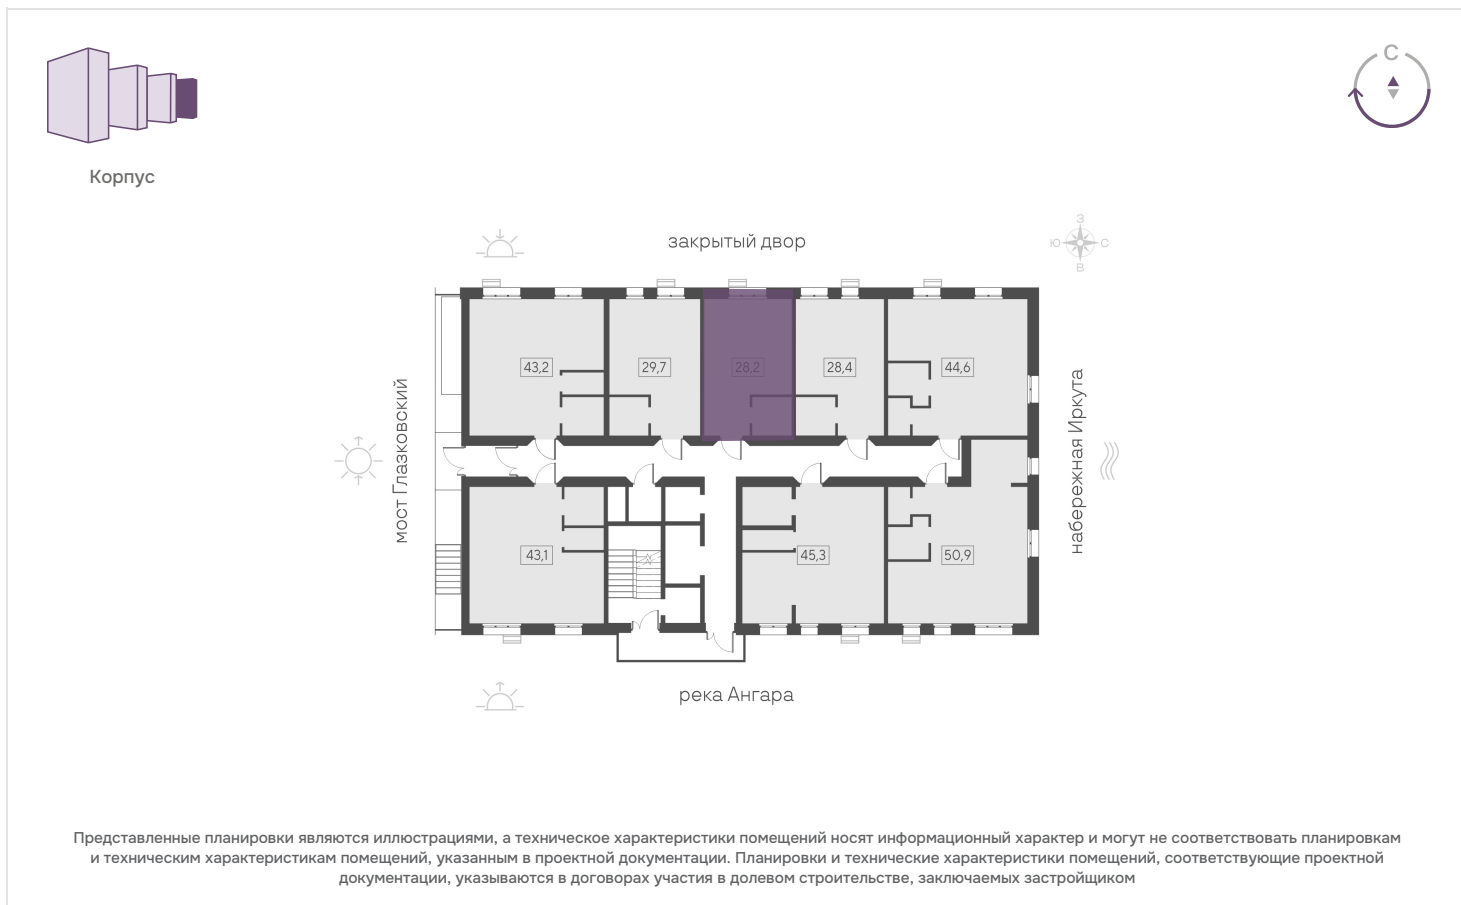 С
Корпус
закрытый двор
З
Ю
С
В
43,2
29,7
28,2
28,4
44,6
мост Глазковский
набережная Иркута
43,1
45,3
50,9
река Ангара
Представленные планировки являются иллюстрациями, а техническое характеристики помещений носят информационный характер и могут не соответствовать планировкам
и техническим характеристикам помещений, указанным в проектной документации. Планировки и технические характеристики помещений, соответствующие проектной
документации, указываются в договорах участия в долевом строительстве, заключаемых застройщиком